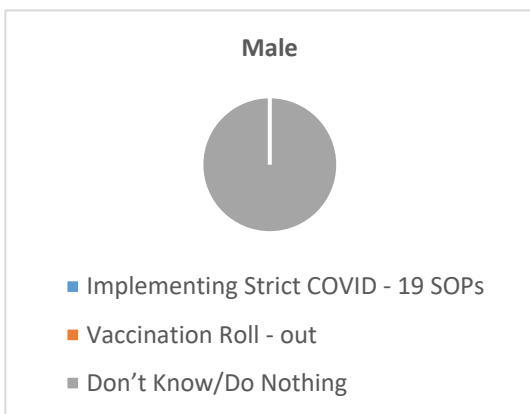 Male
Implementing Strict COVID - 19 SOPs
Vaccination Roll - out
Don’t Know/Do Nothing